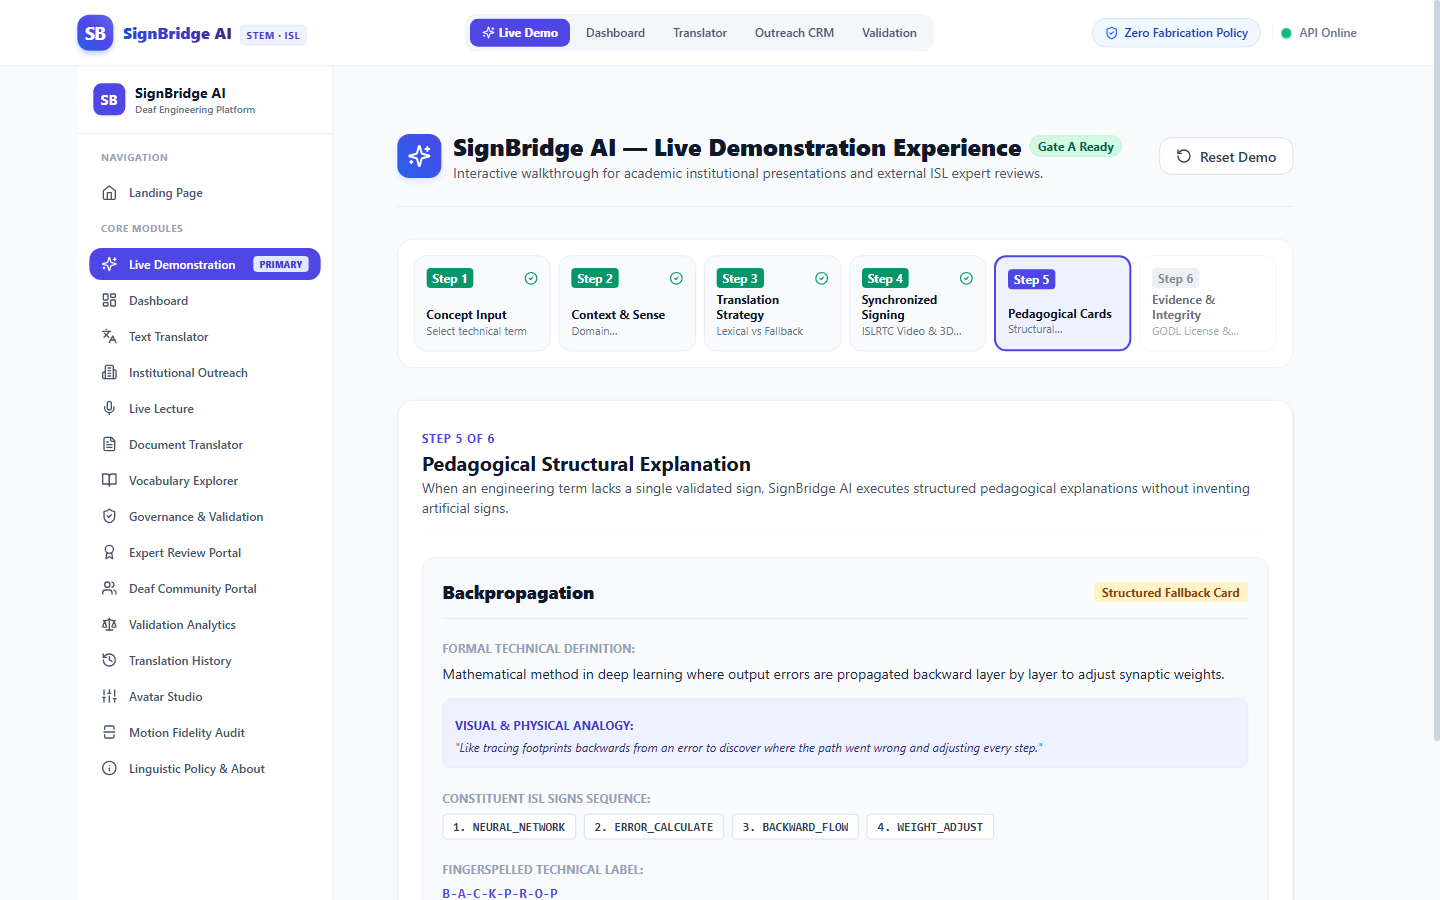 SB SignBridge AI STEM · ISL
Live Demo Dashboard Translator Outreach CRM Validation
Zero Fabrication Policy API Online
SB SignBridge AI
Deaf Engineering Platform
NAVIGATION
Landing Page
CORE MODULES
Live Demonstration PRIMARY
Dashboard
Text Translator
Institutional Outreach
Live Lecture
Document Translator
Vocabulary Explorer
Governance & Validation
Expert Review Portal
Deaf Community Portal
Validation Analytics
Translation History
Avatar Studio
Motion Fidelity Audit
Linguistic Policy & About
SignBridge AI — Live Demonstration Experience Gate A Ready
Interactive walkthrough for academic institutional presentations and external ISL expert reviews.
Reset Demo
Step 1
Concept Input
Select technical term
Step 2
Context & Sense
Domain...
Step 3
Translation
Strategy
Lexical vs Fallback
Step 4
Synchronized
Signing
ISLRTC Video & 3D...
Step 5
Pedagogical Cards
Structural...
Step 6
Evidence &
Integrity
GODL License &...
STEP 5 OF 6
Pedagogical Structural Explanation
When an engineering term lacks a single validated sign, SignBridge AI executes structured pedagogical explanations without inventing
artificial signs.
Backpropagation Structured Fallback Card
FORMAL TECHNICAL DEFINITION:
Mathematical method in deep learning where output errors are propagated backward layer by layer to adjust synaptic weights.
VISUAL & PHYSICAL ANALOGY:
"Like tracing footprints backwards from an error to discover where the path went wrong and adjusting every step."
CONSTITUENT ISL SIGNS SEQUENCE:
1. NEURAL_NETWORK 2. ERROR_CALCULATE 3. BACKWARD_FLOW 4. WEIGHT_ADJUST
FINGERSPELLED TECHNICAL LABEL:
B-A-C-K-P-R-O-P